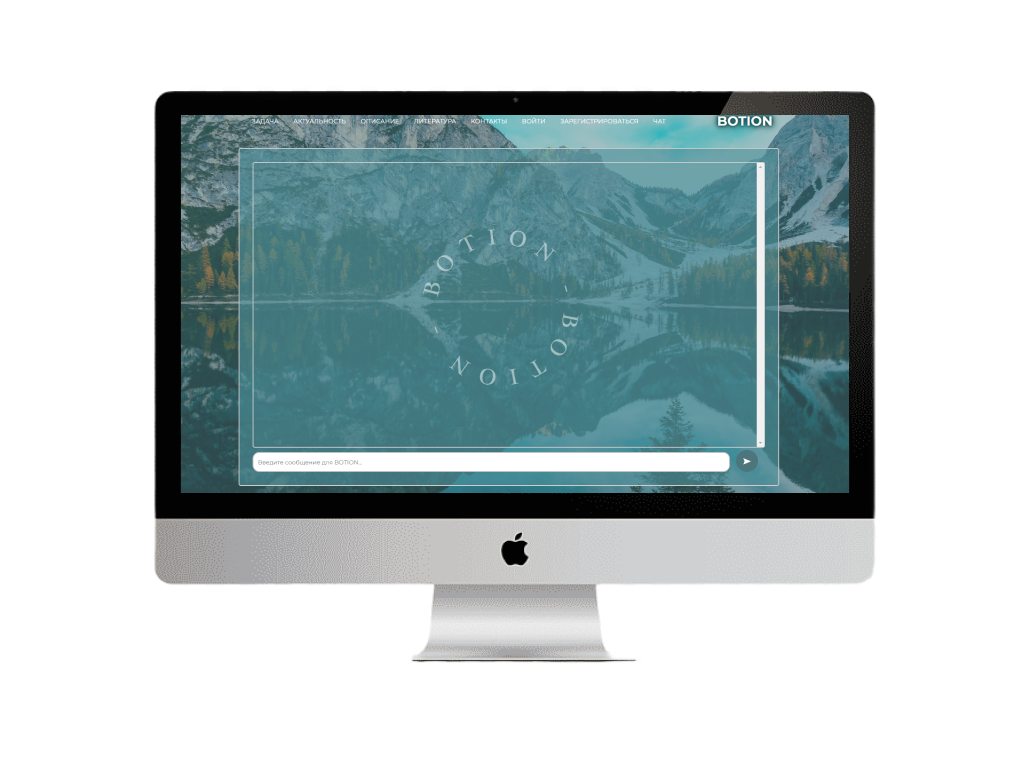 ЗАДАЧА АКТУАЛЬНОСТЬ ОПИСАНИЕ ЛИТЕРАТУРА КОНТАКТЫ ВОЙТИ ЗАРЕГИСТРИРОВАТЬСЯ ЧАТ BOTION
BOTION - BOTION -
Введите сообщение для BOTION...